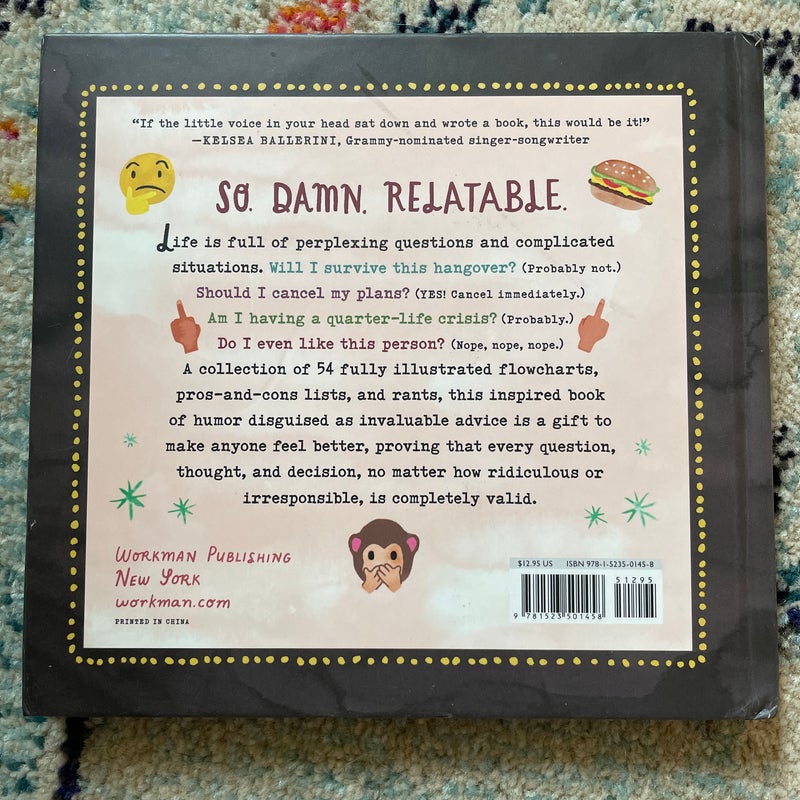 “If the little voice in your head sat down and wrote a book, this would be it!”
—KELSEA BALLERINI, Grammy-nominated singer-songwriter
SO. DAMN. RELATABLE.
Life is full of perplexing questions and complicated
situations. Will I survive this hangover? (Probably not.)
Should I cancel my plans? (YES! Cancel immediately.)
Am I having a quarter-life crisis? (Probably.)
Do I even like this person? (Nope, nope, nope.)
A collection of 54 fully illustrated flowcharts,
pros-and-cons lists, and rants, this inspired book
of humor disguised as invaluable advice is a gift to
make anyone feel better, proving that every question,
thought, and decision, no matter how ridiculous or
irresponsible, is completely valid.
WORKMAN PUBLISHING
NEW YORK
workman.com
PRINTED IN CHINA
$12.95 US ISBN 978-1-5235-0145-8
51295
9 781523 501458